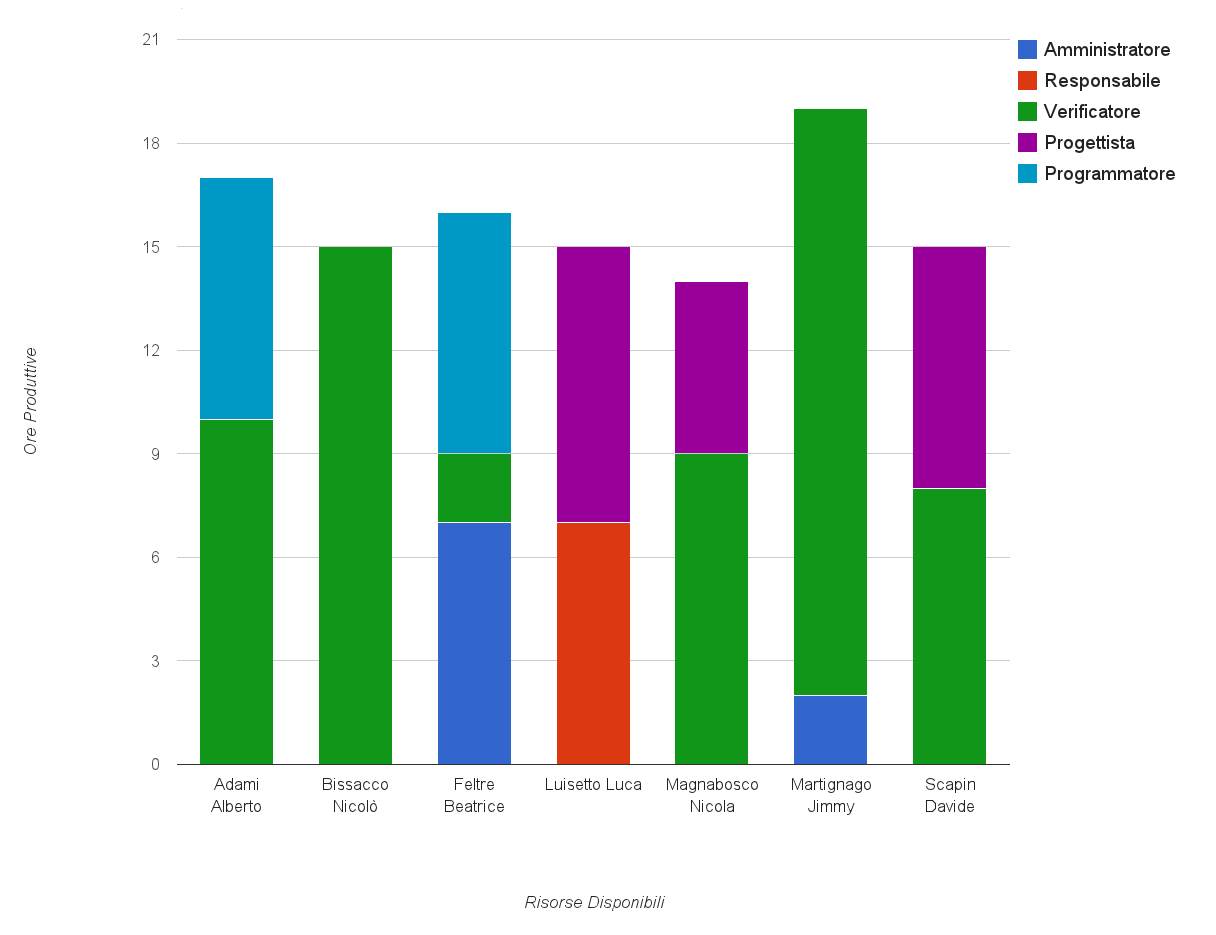 21
18
15
12
9
6
3
0
Ore Produttive
Amministratore
Responsabile
Verificatore
Progettista
Programmatore
Adami
Alberto
Bissacco
Nicolò
Feltre
Beatrice
Luisetto Luca
Magnabosco
Nicola
Martignago
Jimmy
Scapin
Davide
Risorse Disponibili